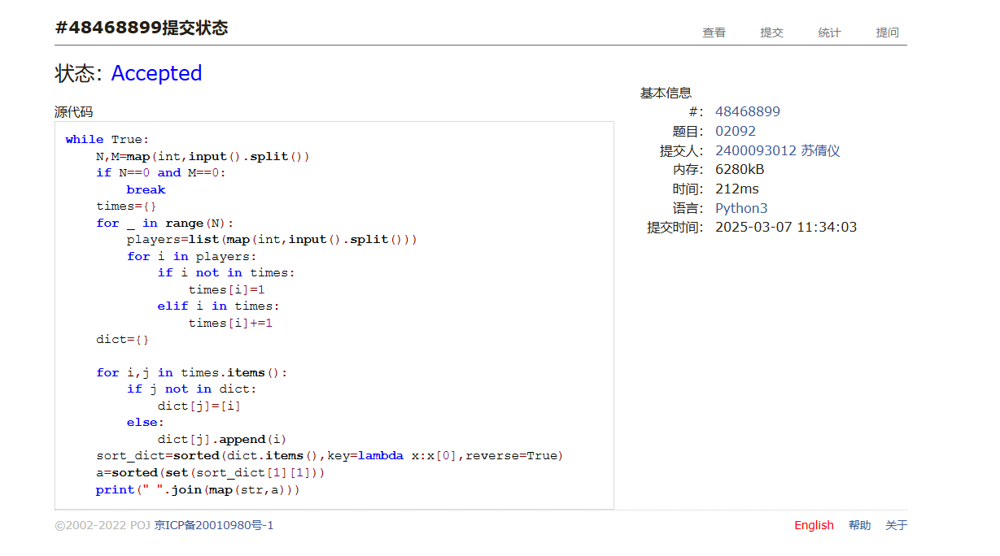 #48468899提交状态
查看 提交 统计 提问
状态: Accepted
源代码
while True:
    N,M=map(int,input().split())
    if N==0 and M==0:
        break
    times={}
    for _ in range(N):
        players=list(map(int,input().split()))
        for i in players:
            if i not in times:
                times[i]=1
            elif i in times:
                times[i]+=1
    dict={}

    for i,j in times.items():
        if j not in dict:
            dict[j]=[i]
        else:
            dict[j].append(i)
    sort_dict=sorted(dict.items(),key=lambda x:x[0],reverse=True)
    a=sorted(set(sort_dict[1][1]))
    print(" ".join(map(str,a)))
基本信息
#: 48468899
题目: 02092
提交人: 2400093012 苏倩仪
内存: 6280kB
时间: 212ms
语言: Python3
提交时间: 2025-03-07 11:34:03
©2002-2022 POJ 京ICP备20010980号-1
English 帮助 关于